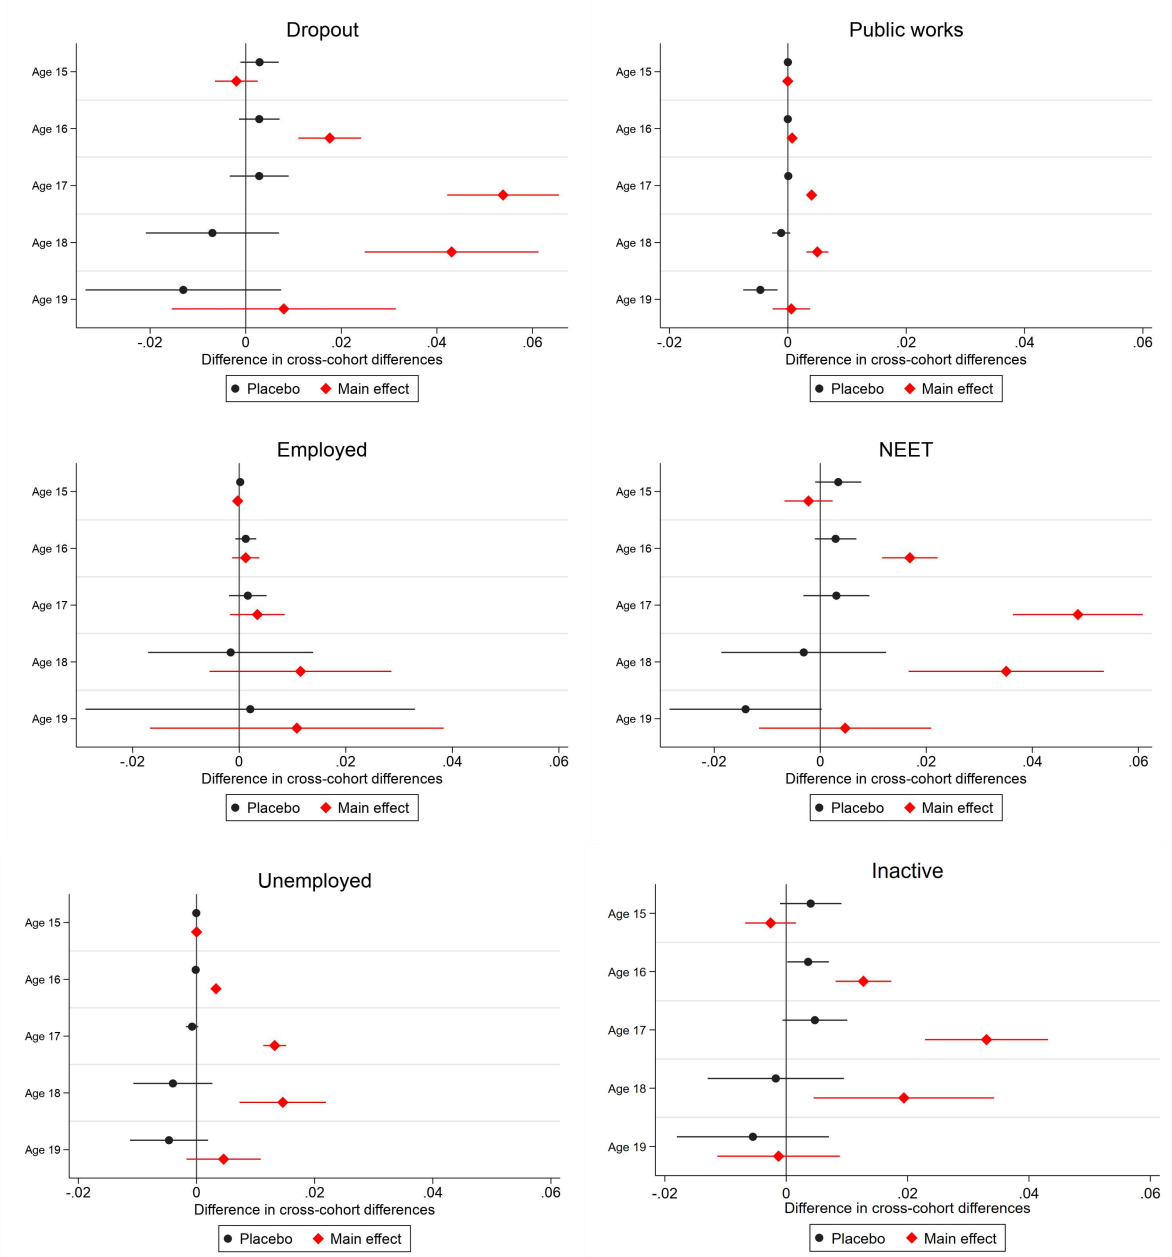 Dropout
Age 15
Age 16
Age 17
Age 18
Age 19
-.02 0 .02 .04 .06
Difference in cross-cohort differences
Placebo Main effect
Public works
Age 15
Age 16
Age 17
Age 18
Age 19
-.02 0 .02 .04 .06
Difference in cross-cohort differences
Placebo Main effect
Employed
Age 15
Age 16
Age 17
Age 18
Age 19
-.02 0 .02 .04 .06
Difference in cross-cohort differences
Placebo Main effect
NEET
Age 15
Age 16
Age 17
Age 18
Age 19
-.02 0 .02 .04 .06
Difference in cross-cohort differences
Placebo Main effect
Unemployed
Age 15
Age 16
Age 17
Age 18
Age 19
-.02 0 .02 .04 .06
Difference in cross-cohort differences
Placebo Main effect
Inactive
Age 15
Age 16
Age 17
Age 18
Age 19
-.02 0 .02 .04 .06
Difference in cross-cohort differences
Placebo Main effect